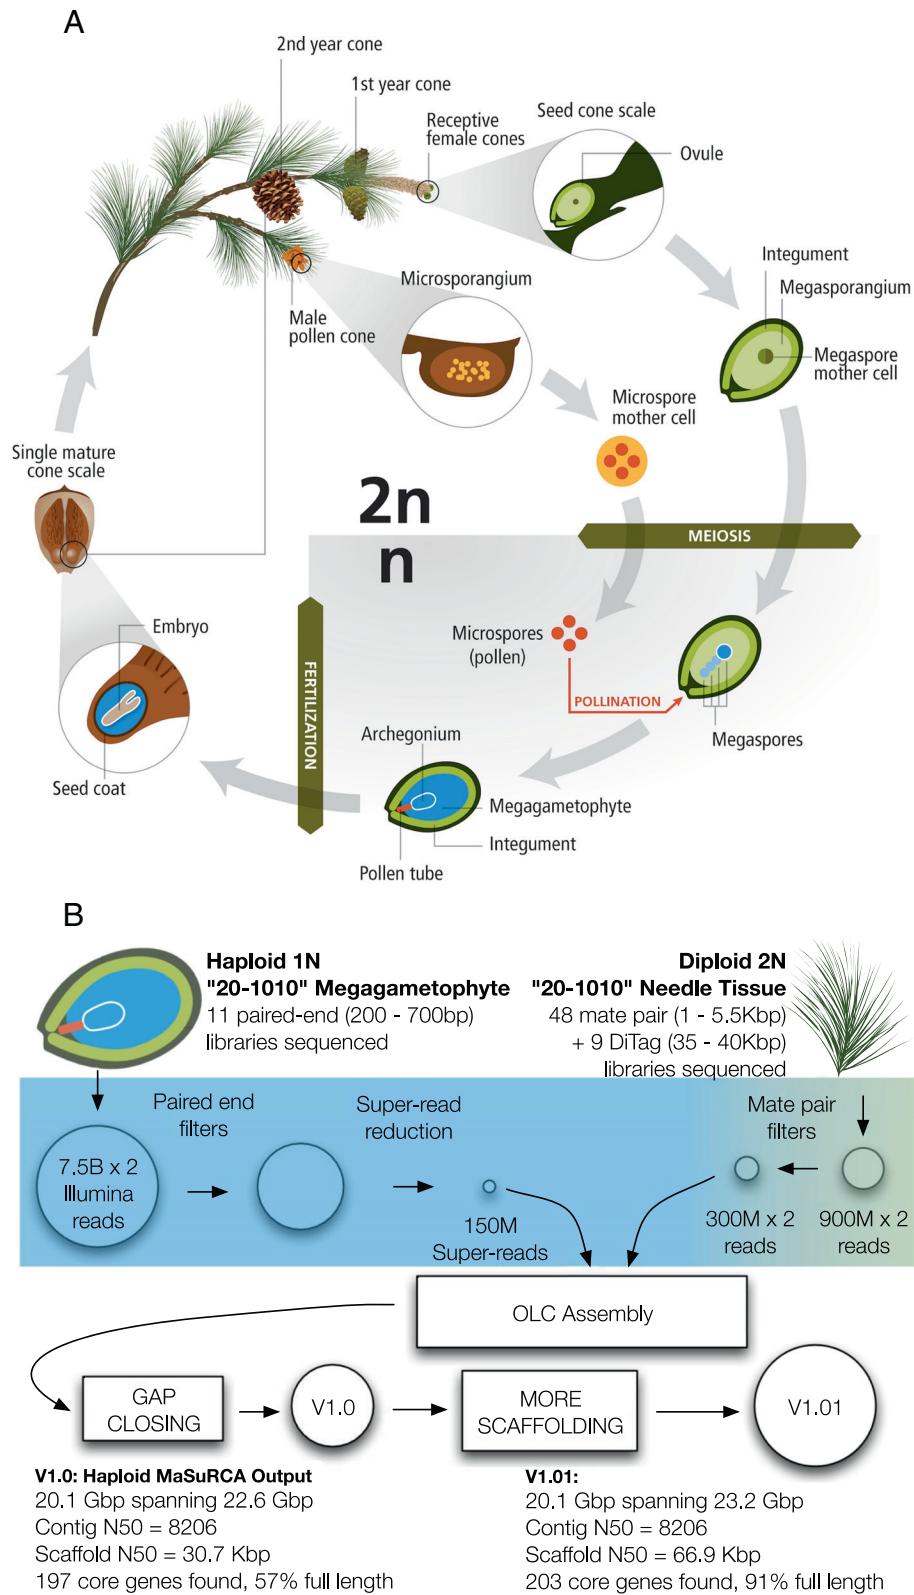 A
2nd year cone
1st year cone
Receptive
female cones
Seed cone scale
Ovule
Integument
Megasporangium
Megaspore
mother cell
Microsporangium
Male
pollen cone
Microspore
mother cell
Single mature
cone scale
2n
n
MEIOSIS
Embryo
Seed coat
FERTILIZATION
Microspores
(pollen)
POLLINATION
Megaspores
Archegonium
Megagametophyte
Integument
Pollen tube
B
Haploid 1N
"20-1010" Megagametophyte
11 paired-end (200 - 700bp)
libraries sequenced
Diploid 2N
"20-1010" Needle Tissue
48 mate pair (1 - 5.5Kbp)
+ 9 DiTag (35 - 40Kbp)
libraries sequenced
Paired end
filters
Super-read
reduction
Mate pair
filters
7.5B x 2
Illumina
reads
150M
Super-reads
300M x 2
reads
900M x 2
reads
OLC Assembly
GAP
CLOSING
V1.0
MORE
SCAFFOLDING
V1.01
V1.0: Haploid MaSuRCA Output
20.1 Gbp spanning 22.6 Gbp
Contig N50 = 8206
Scaffold N50 = 30.7 Kbp
197 core genes found, 57% full length
V1.01:
20.1 Gbp spanning 23.2 Gbp
Contig N50 = 8206
Scaffold N50 = 66.9 Kbp
203 core genes found, 91% full length